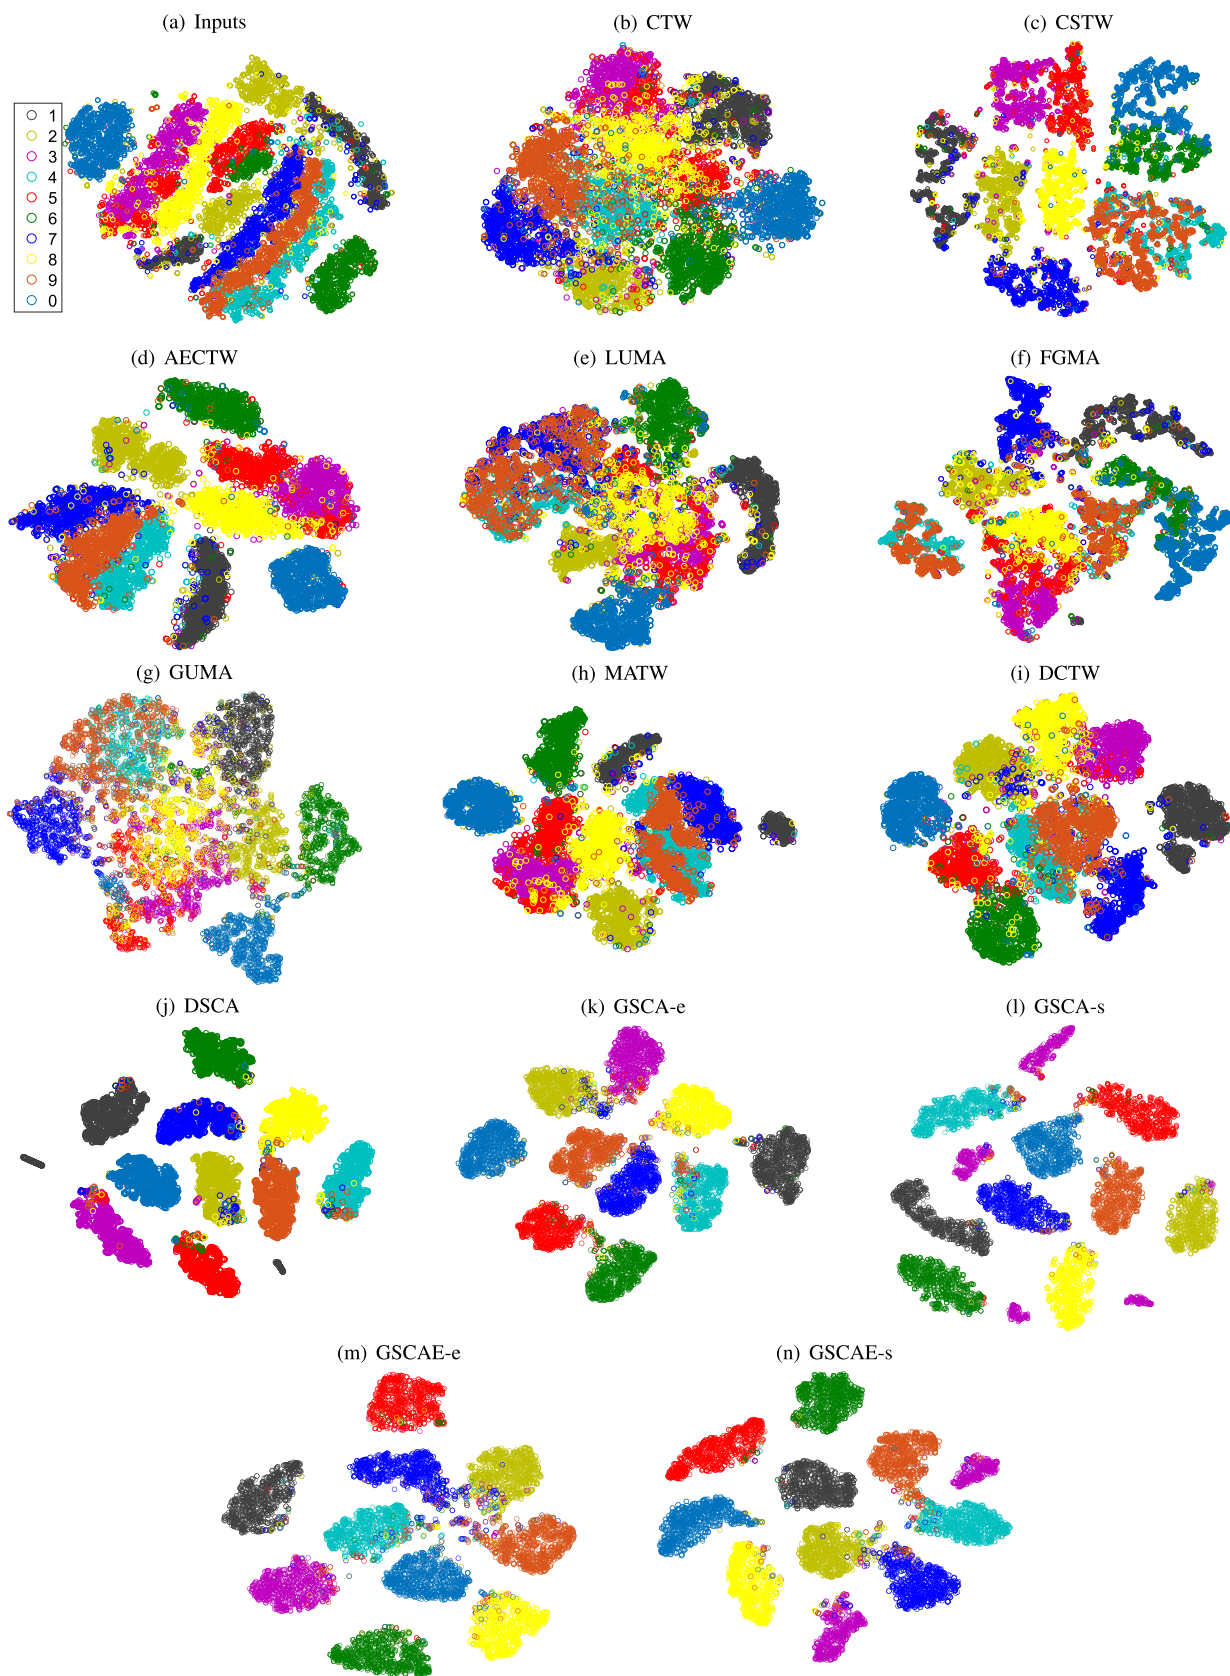 (a) Inputs
(b) CTW
(c) CSTW
1
2
3
4
5
6
7
8
9
0
(d) AECTW
(e) LUMA
(f) FGMA
(g) GUMA
(h) MATW
(i) DCTW
(j) DSCA
(k) GSCA-e
(l) GSCA-s
(m) GSCAE-e
(n) GSCAE-s